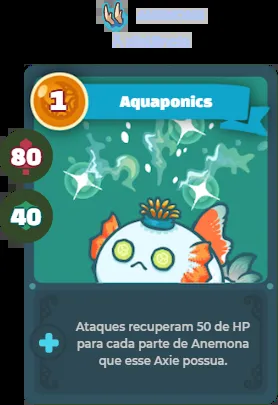 1
Aquaponics
80
40
Ataques recuperam 50 de HP
para cada parte de Anemona
que esse Axie possua.